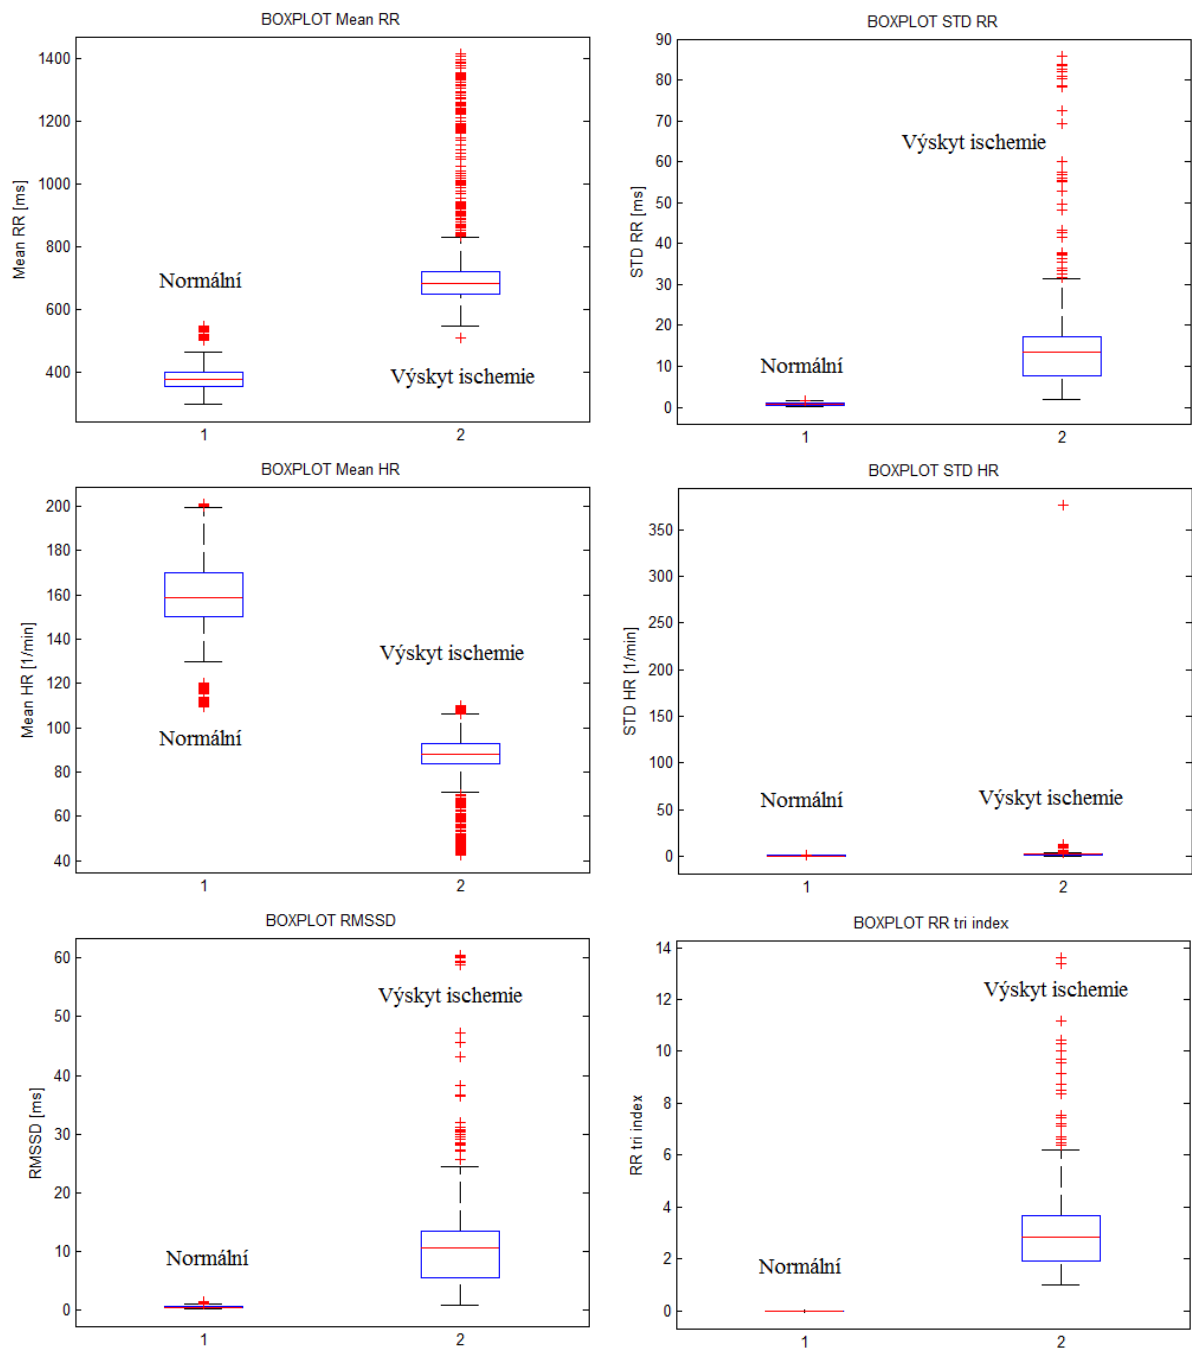 BOXPLOT Mean RR
Mean RR [ms]
1400
1200
1000
800
600
400
Normální
Výskyt ischemie
1 2
BOXPLOT STD RR
STD RR [ms]
90
80
70
60
50
40
30
20
10
0
Výskyt ischemie
Normální
1 2
BOXPLOT Mean HR
Mean HR [1/min]
200
180
160
140
120
100
80
60
40
Výskyt ischemie
Normální
1 2
BOXPLOT STD HR
STD HR [1/min]
350
300
250
200
150
100
50
0
Normální
Výskyt ischemie
1 2
BOXPLOT RMSSD
RMSSD [ms]
60
50
40
30
20
10
0
Výskyt ischemie
Normální
1 2
BOXPLOT RR tri index
RR tri index
14
12
10
8
6
4
2
0
Výskyt ischemie
Normální
1 2